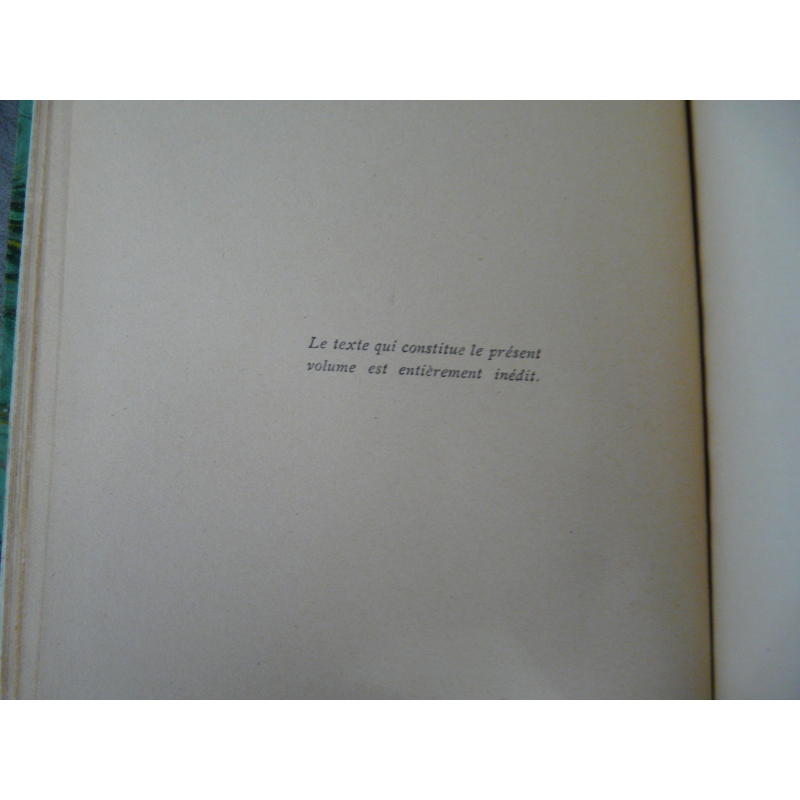 Le texte qui constitue le présent
volume est entièrement inédit.